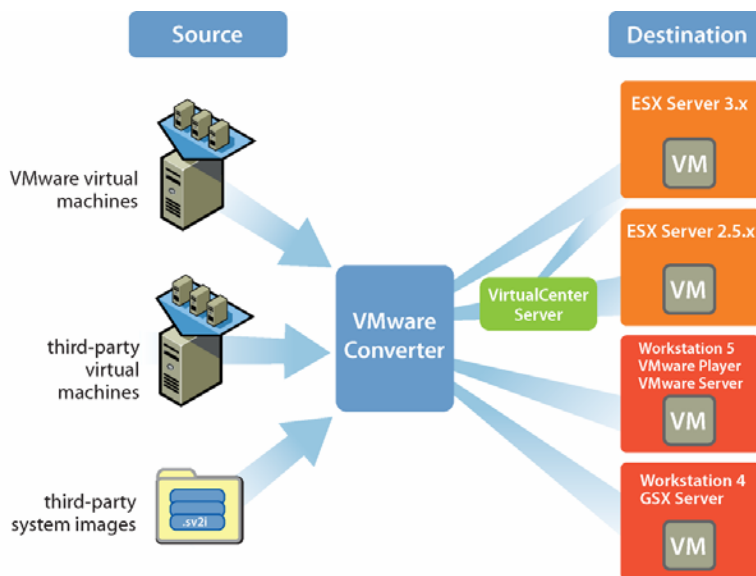 Source
Destination
VMware virtual
machines
third-party
virtual
machines
third-party
system images
.sv2i
VMware
Converter
VirtualCenter
Server
ESX Server 3.x
VM
ESX Server 2.5.x
VM
Workstation 5
VMware Player
VMware Server
VM
Workstation 4
GSX Server
VM